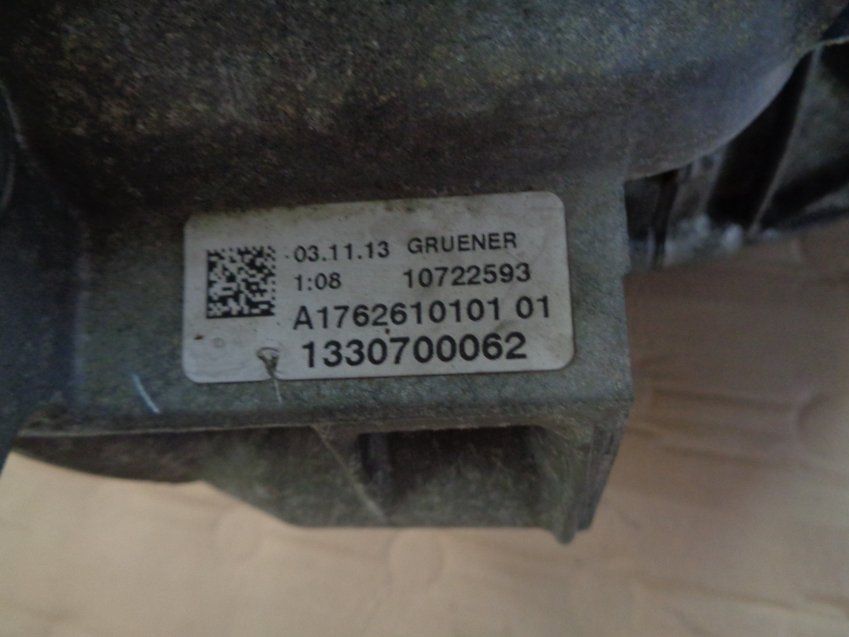 03.11.13 GRUENER
1:08 10722593
A1762610101 01
1330700062